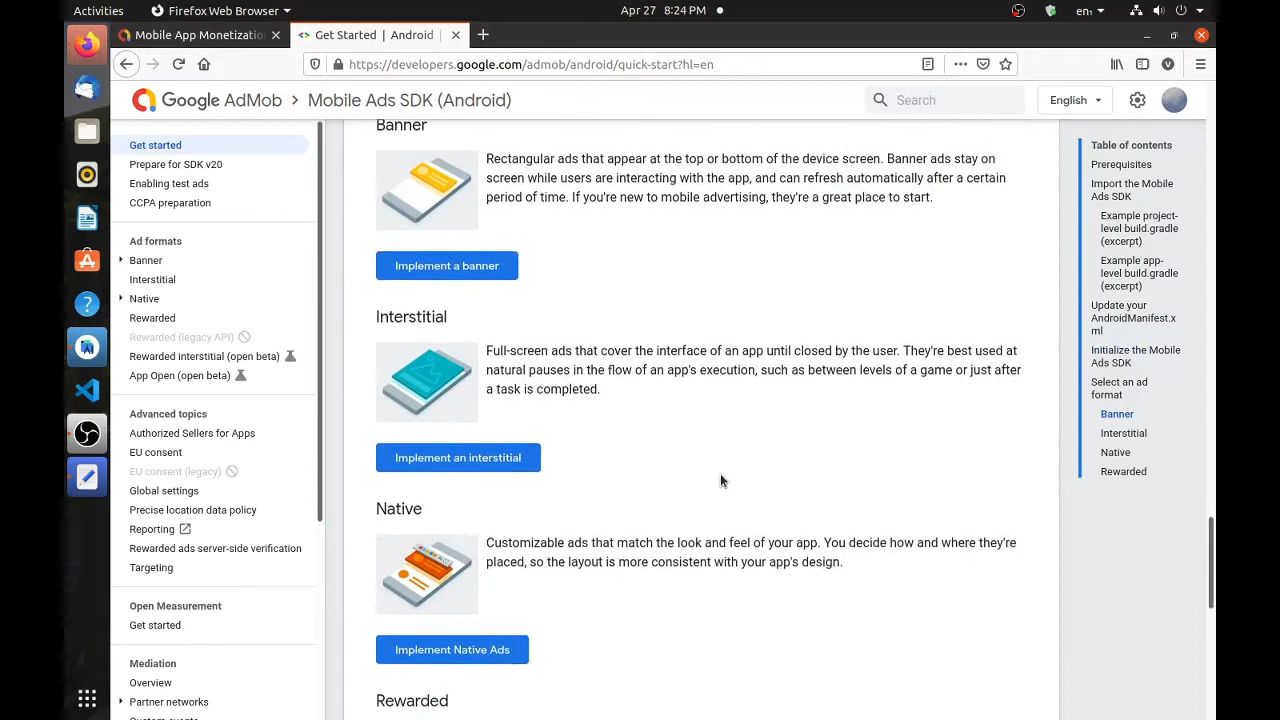 Activities
Firefox Web Browser
Apr 27 8:24 PM
en
Mobile App Monetizatio
Get Started | Android
https://developers.google.com/admob/android/quick-start?hl=en
Google AdMob > Mobile Ads SDK (Android)
Search
English
Get started
Prepare for SDK v20
Enabling test ads
CCPA preparation
Ad formats
Banner
Interstitial
Native
Rewarded
Rewarded (legacy API)
Rewarded interstitial (open beta)
App Open (open beta)
Advanced topics
Authorized Sellers for Apps
EU consent
EU consent (legacy)
Global settings
Precise location data policy
Reporting
Rewarded ads server-side verification
Targeting
Open Measurement
Get started
Mediation
Overview
Partner networks
Custom events
Banner
Rectangular ads that appear at the top or bottom of the device screen. Banner ads stay on
screen while users are interacting with the app, and can refresh automatically after a certain
period of time. If you're new to mobile advertising, they're a great place to start.
Implement a banner
Interstitial
Full-screen ads that cover the interface of an app until closed by the user. They're best used at
natural pauses in the flow of an app's execution, such as between levels of a game or just after
a task is completed.
Implement an interstitial
Native
Customizable ads that match the look and feel of your app. You decide how and where they're
placed, so the layout is more consistent with your app's design.
Implement Native Ads
Rewarded
Table of contents
Prerequisites
Import the Mobile
Ads SDK
Example project-
level build.gradle
(excerpt)
Example app-
level build.gradle
(excerpt)
Update your
AndroidManifest.x
ml
Initialize the Mobile
Ads SDK
Select an ad
format
Banner
Interstitial
Native
Rewarded